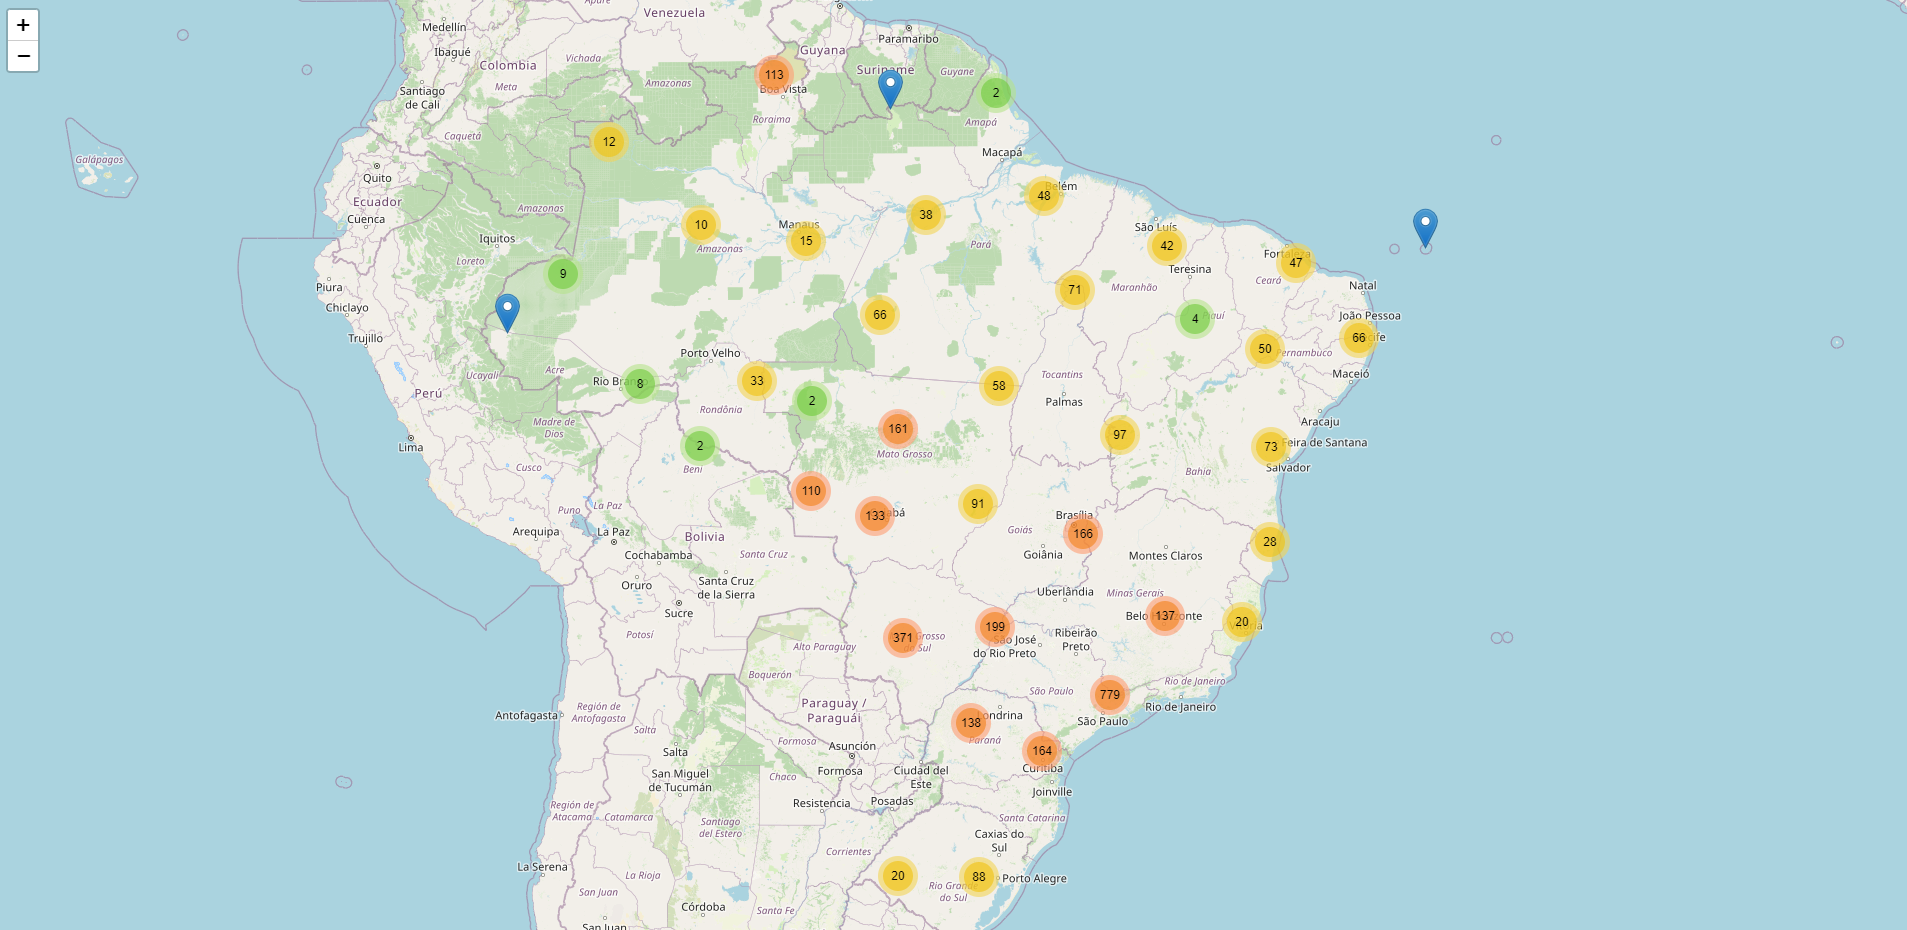 +
−
Venezuela
Apure
Medellín
Ibagué
Colombia
Vichada
Meta
Santiago
de Cali
Caquetá
Amazonas
113
Boa Vista
Roraima
Guyana
Paramaribo
Suriname
Guyane
2
Amapá
Macapá
12
Galápagos
Quito
Ecuador
Cuenca
Amazonas
Iquitos
Loreto
10
Amazonas
Manaus
15
38
Pará
48
Belém
São Luís
42
Teresina
Fortaleza
47
Ceará
Natal
9
Piura
Chiclayo
Trujillo
71
Maranhão
66
4
João Pessoa
66
50
Pernambuco
Maceió
Porto Velho
33
Ucayali
Acre
Rio Branco
8
Perú
Rondônia
2
58
Tocantins
Palmas
Lima
Madre de
Dios
2
Beni
161
Mato Grosso
97
Aracaju
73
Feira de Santana
Salvador
Bahia
Cusco
Puno
La Paz
110
133
91
Goiás
Brasília
166
Goiânia
Montes Claros
28
Arequipa
La Paz
Bolivia
Cochabamba
Santa Cruz
Oruro
Santa Cruz
de la Sierra
Sucre
Potosí
Uberlândia
Minas Gerais
137
20
371
Grosso
do Sul
199
São José
do Rio Preto
Ribeirão
Preto
Alto Paraguay
Boquerón
Rio de Janeiro
Rio de Janeiro
São Paulo
779
São Paulo
Antofagasta
Región de
Antofagasta
Salta
Salta
Paraguay /
Paraguái
138
Londrina
Paraná
164
Curitiba
Formosa
Asunción
Formosa
Ciudad del
Este
Chaco
San Miguel
de Tucumán
Resistencia
Posadas
Joinville
Región de
Atacama
Catamarca
Santiago
del Estero
Santa Catarina
Caxias do
Sul
Corrientes
La Serena
La Rioja
San Juan
20
88
Rio Grande
do Sul
Porto Alegre
Córdoba
Santa Fe
San Juan